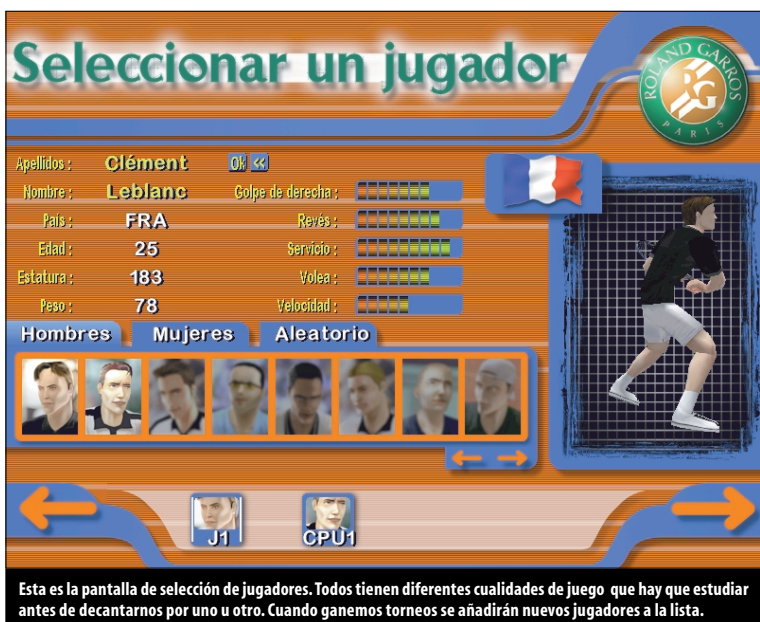 Seleccionar un jugador
ROLAND GARROS
RG
PARIS
Apellidos : Clément Ok <<
Nombre : Leblanc Golpe de derecha :
País : FRA Revés :
Edad : 25 Servicio :
Estatura : 183 Volea :
Peso : 78 Velocidad :
Hombres Mujeres Aleatorio
J1 CPU1
Esta es la pantalla de selección de jugadores. Todos tienen diferentes cualidades de juego que hay que estudiar
antes de decantarnos por uno u otro. Cuando ganemos torneos se añadirán nuevos jugadores a la lista.